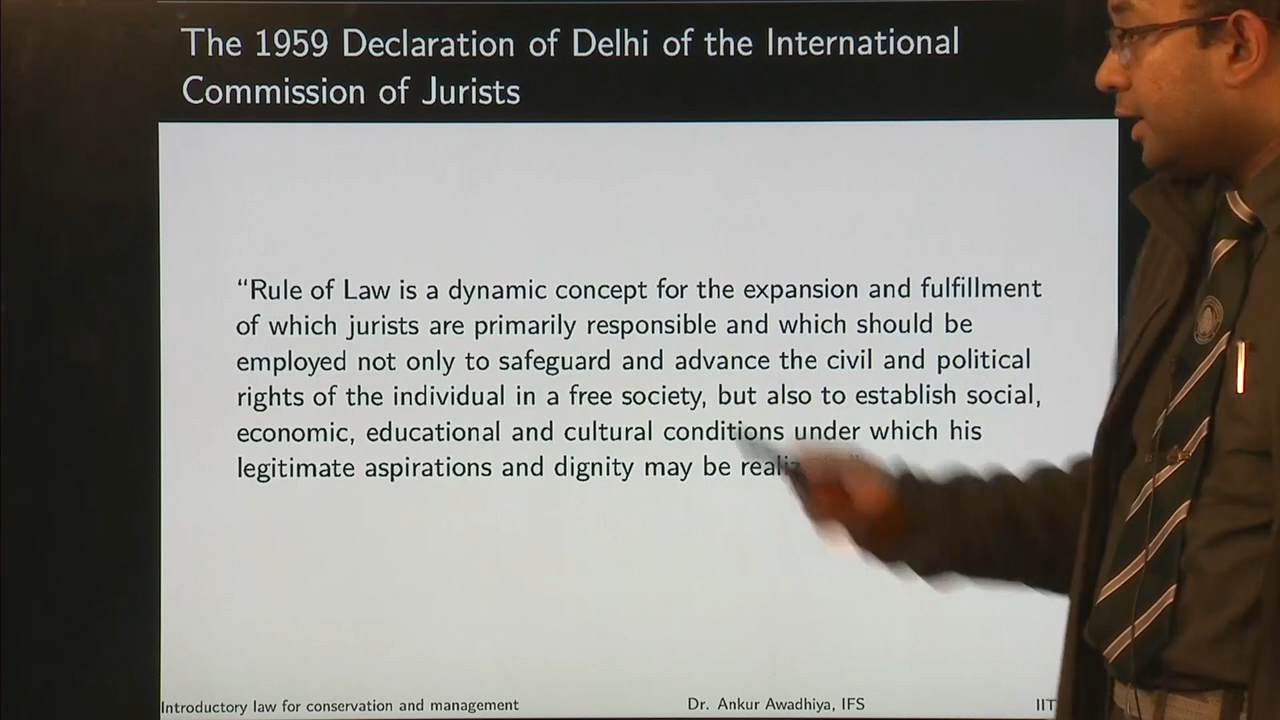 The 1959 Declaration of Delhi of the International
Commission of Jurists
“Rule of Law is a dynamic concept for the expansion and fulfillment
of which jurists are primarily responsible and which should be
employed not only to safeguard and advance the civil and political
rights of the individual in a free society, but also to establish social,
economic, educational and cultural conditions under which his
legitimate aspirations and dignity may be
Introductory law for conservation and management
Dr. Ankur Awadhiya, IFS
IIT